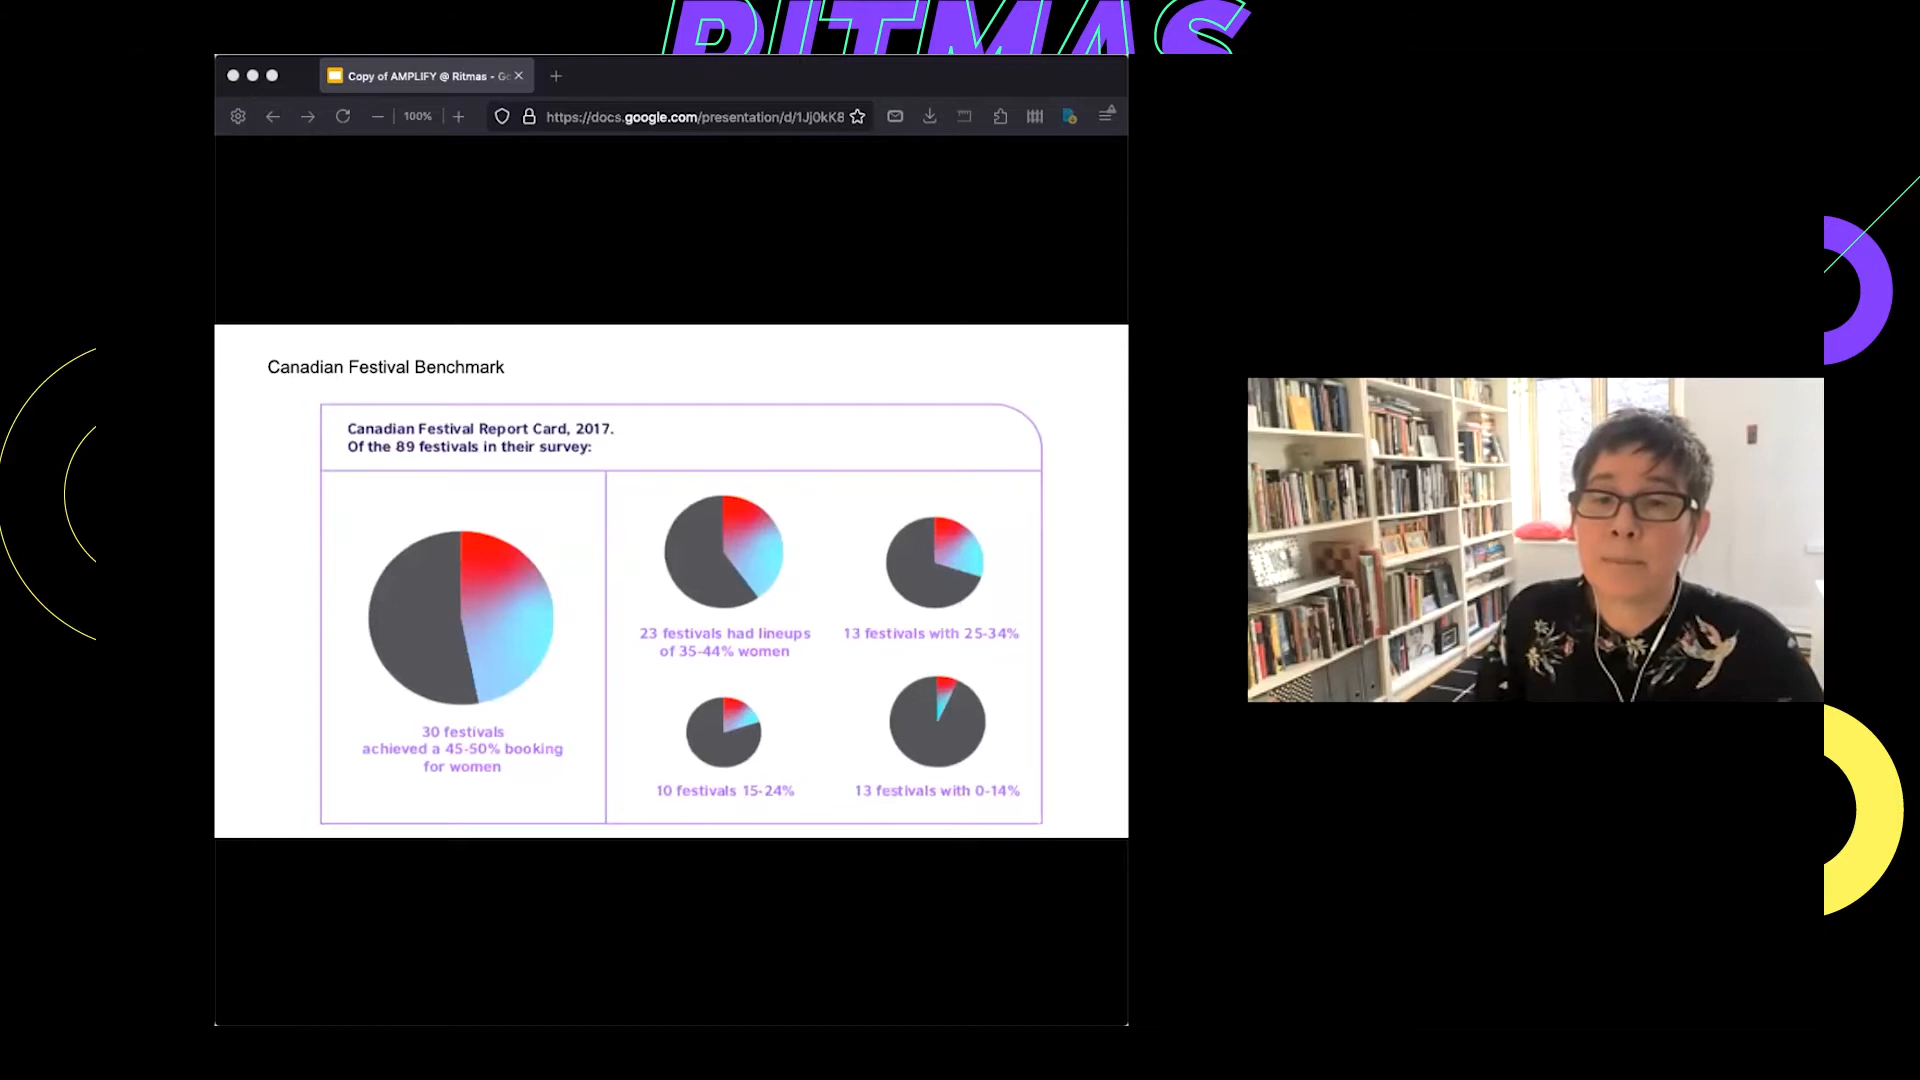 RITMAS
Copy of AMPLIFY @ Ritmas - Go
100%
https://docs.google.com/presentation/d/1Jj0kK8
Canadian Festival Benchmark
Canadian Festival Report Card, 2017.
Of the 89 festivals in their survey:
30 festivals
achieved a 45-50% booking
for women
23 festivals had lineups
of 35-44% women
13 festivals with 25-34%
10 festivals 15-24%
13 festivals with 0-14%